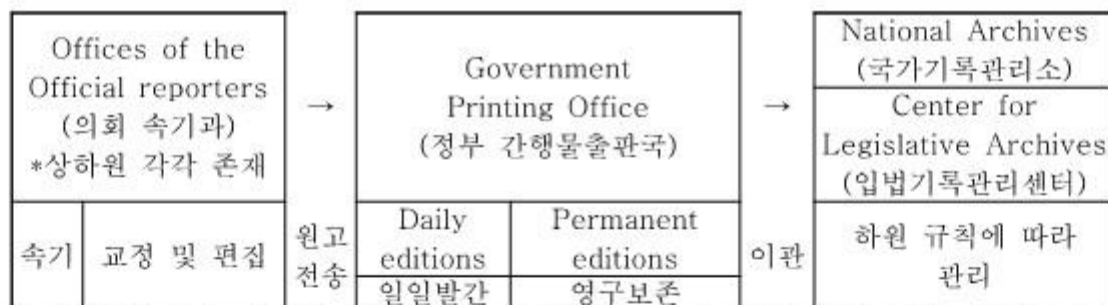 Offices of the
Official reporters
(의회 속기과)
*상하원 각각 존재
→
Government
Printing Office
(정부 간행물출판국)
→
National Archives
(국가기록관리소)
Center for
Legislative Archives
(입법기록관리센터)
속기
교정 및 편집
원고
전송
Daily
editions
일일발간
Permanent
editions
영구보존
이관
하원 규칙에 따라
관리